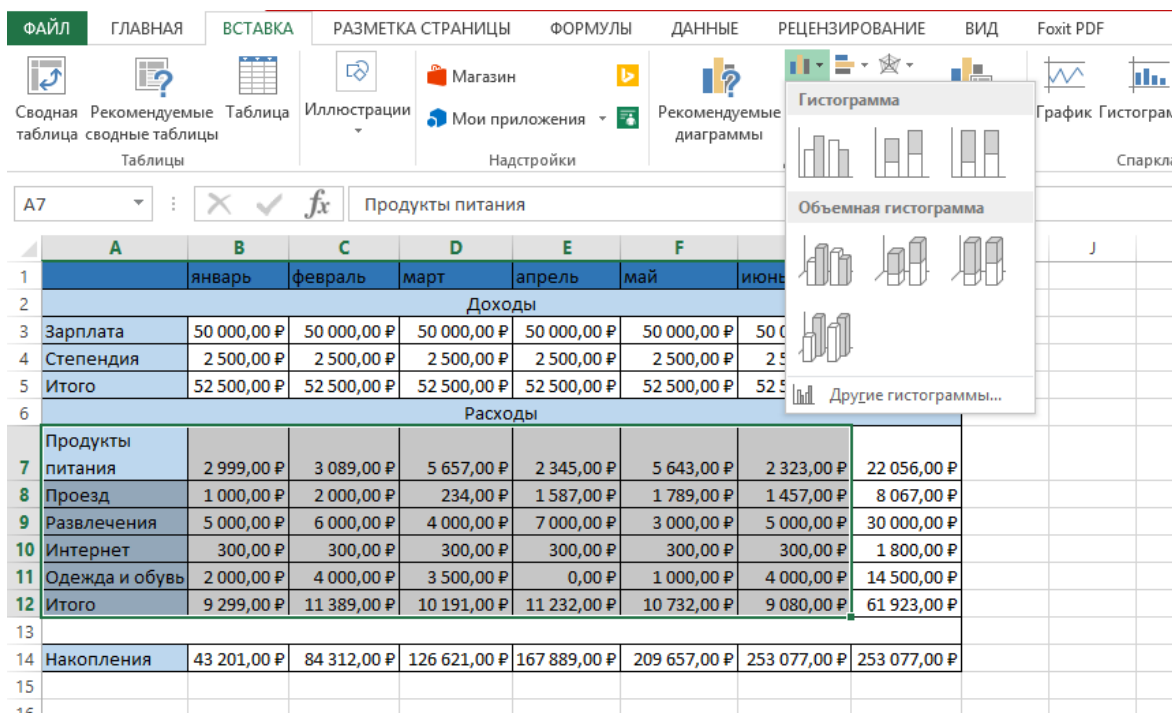 ФАЙЛ ГЛАВНАЯ ВСТАВКА РАЗМЕТКА СТРАНИЦЫ ФОРМУЛЫ ДАННЫЕ РЕЦЕНЗИРОВАНИЕ ВИД Foxit PDF
Сводная таблица
Рекомендуемые сводные таблицы
Таблица
Иллюстрации
Магазин
Мои приложения
Рекомендуемые диаграммы
График Гистограм
Таблицы Надстройки Спаркла
Гистограмма
Объемная гистограмма
Другие гистограммы...
A7 fx Продукты питания
A B C D E F J
1 январь февраль март апрель май июнь
2 Доходы
3 Зарплата 50 000,00 ₽ 50 000,00 ₽ 50 000,00 ₽ 50 000,00 ₽ 50 000,00 ₽ 50 0
4 Степендия 2 500,00 ₽ 2 500,00 ₽ 2 500,00 ₽ 2 500,00 ₽ 2 500,00 ₽ 2 5
5 Итого 52 500,00 ₽ 52 500,00 ₽ 52 500,00 ₽ 52 500,00 ₽ 52 500,00 ₽ 52 5
6 Расходы
Продукты
7 питания 2 999,00 ₽ 3 089,00 ₽ 5 657,00 ₽ 2 345,00 ₽ 5 643,00 ₽ 2 323,00 ₽ 22 056,00 ₽
8 Проезд 1 000,00 ₽ 2 000,00 ₽ 234,00 ₽ 1 587,00 ₽ 1 789,00 ₽ 1 457,00 ₽ 8 067,00 ₽
9 Развлечения 5 000,00 ₽ 6 000,00 ₽ 4 000,00 ₽ 7 000,00 ₽ 3 000,00 ₽ 5 000,00 ₽ 30 000,00 ₽
10 Интернет 300,00 ₽ 300,00 ₽ 300,00 ₽ 300,00 ₽ 300,00 ₽ 300,00 ₽ 1 800,00 ₽
11 Одежда и обувь 2 000,00 ₽ 4 000,00 ₽ 3 500,00 ₽ 0,00 ₽ 1 000,00 ₽ 4 000,00 ₽ 14 500,00 ₽
12 Итого 9 299,00 ₽ 11 389,00 ₽ 10 191,00 ₽ 11 232,00 ₽ 10 732,00 ₽ 9 080,00 ₽ 61 923,00 ₽
13
14 Накопления 43 201,00 ₽ 84 312,00 ₽ 126 621,00 ₽ 167 889,00 ₽ 209 657,00 ₽ 253 077,00 ₽ 253 077,00 ₽
15